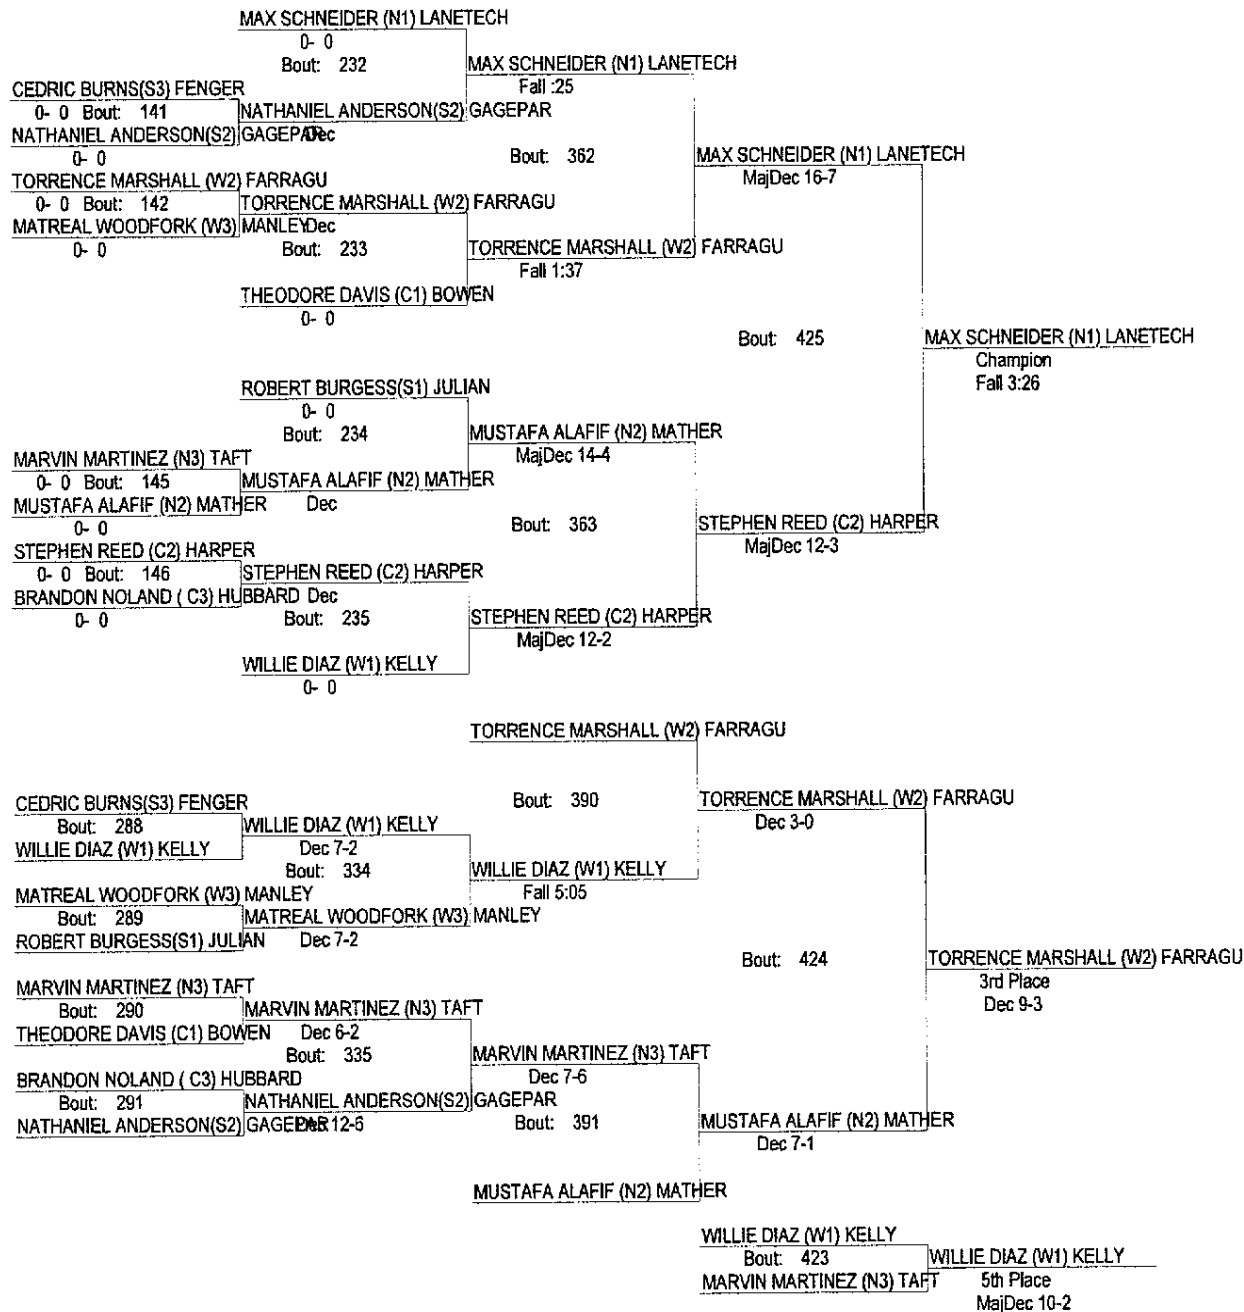 MAX SCHNEIDER (N1) LANETECH
0- 0
Bout: 232
MAX SCHNEIDER (N1) LANETECH
Fall :25
CEDRIC BURNS(S3) FENGER
0- 0 Bout: 141
NATHANIEL ANDERSON(S2) GAGEPAR
NATHANIEL ANDERSON(S2) GAGEPAR Dec
0- 0
Bout: 362
MAX SCHNEIDER (N1) LANETECH
MajDec 16-7
TORRENCE MARSHALL (W2) FARRAGU
0- 0 Bout: 142
TORRENCE MARSHALL (W2) FARRAGU
MATREAL WOODFORK (W3) MANLEY Dec
0- 0
Bout: 233
TORRENCE MARSHALL (W2) FARRAGU
Fall 1:37
THEODORE DAVIS (C1) BOWEN
0- 0
Bout: 425
MAX SCHNEIDER (N1) LANETECH
Champion
Fall 3:26
ROBERT BURGESS(S1) JULIAN
0- 0
Bout: 234
MUSTAFA ALAFIF (N2) MATHER
MajDec 14-4
MARVIN MARTINEZ (N3) TAFT
0- 0 Bout: 145
MUSTAFA ALAFIF (N2) MATHER
MUSTAFA ALAFIF (N2) MATHER Dec
0- 0
Bout: 363
STEPHEN REED (C2) HARPER
MajDec 12-3
STEPHEN REED (C2) HARPER
0- 0 Bout: 146
STEPHEN REED (C2) HARPER
BRANDON NOLAND ( C3) HUBBARD Dec
0- 0
Bout: 235
STEPHEN REED (C2) HARPER
MajDec 12-2
WILLIE DIAZ (W1) KELLY
0- 0
TORRENCE MARSHALL (W2) FARRAGU
Bout: 390
TORRENCE MARSHALL (W2) FARRAGU
Dec 3-0
CEDRIC BURNS(S3) FENGER
Bout: 288
WILLIE DIAZ (W1) KELLY
WILLIE DIAZ (W1) KELLY
Dec 7-2
Bout: 334
WILLIE DIAZ (W1) KELLY
Fall 5:05
MATREAL WOODFORK (W3) MANLEY
Bout: 289
MATREAL WOODFORK (W3) MANLEY
ROBERT BURGESS(S1) JULIAN
Dec 7-2
Bout: 424
TORRENCE MARSHALL (W2) FARRAGU
3rd Place
Dec 9-3
MARVIN MARTINEZ (N3) TAFT
Bout: 290
MARVIN MARTINEZ (N3) TAFT
THEODORE DAVIS (C1) BOWEN
Dec 6-2
Bout: 335
MARVIN MARTINEZ (N3) TAFT
Dec 7-6
BRANDON NOLAND ( C3) HUBBARD
Bout: 291
NATHANIEL ANDERSON(S2) GAGEPAR
NATHANIEL ANDERSON(S2) GAGEPAR Dec 12-6
Bout: 391
MUSTAFA ALAFIF (N2) MATHER
Dec 7-1
MUSTAFA ALAFIF (N2) MATHER
WILLIE DIAZ (W1) KELLY
Bout: 423
WILLIE DIAZ (W1) KELLY
MARVIN MARTINEZ (N3) TAFT
5th Place
MajDec 10-2